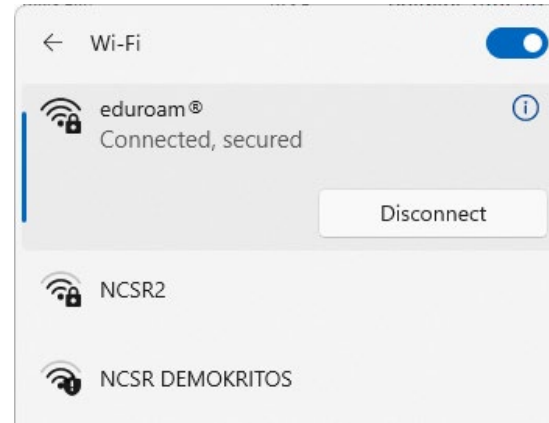 Wi-Fi
eduroam®
Connected, secured
Disconnect
NCSR2
NCSR DEMOKRITOS